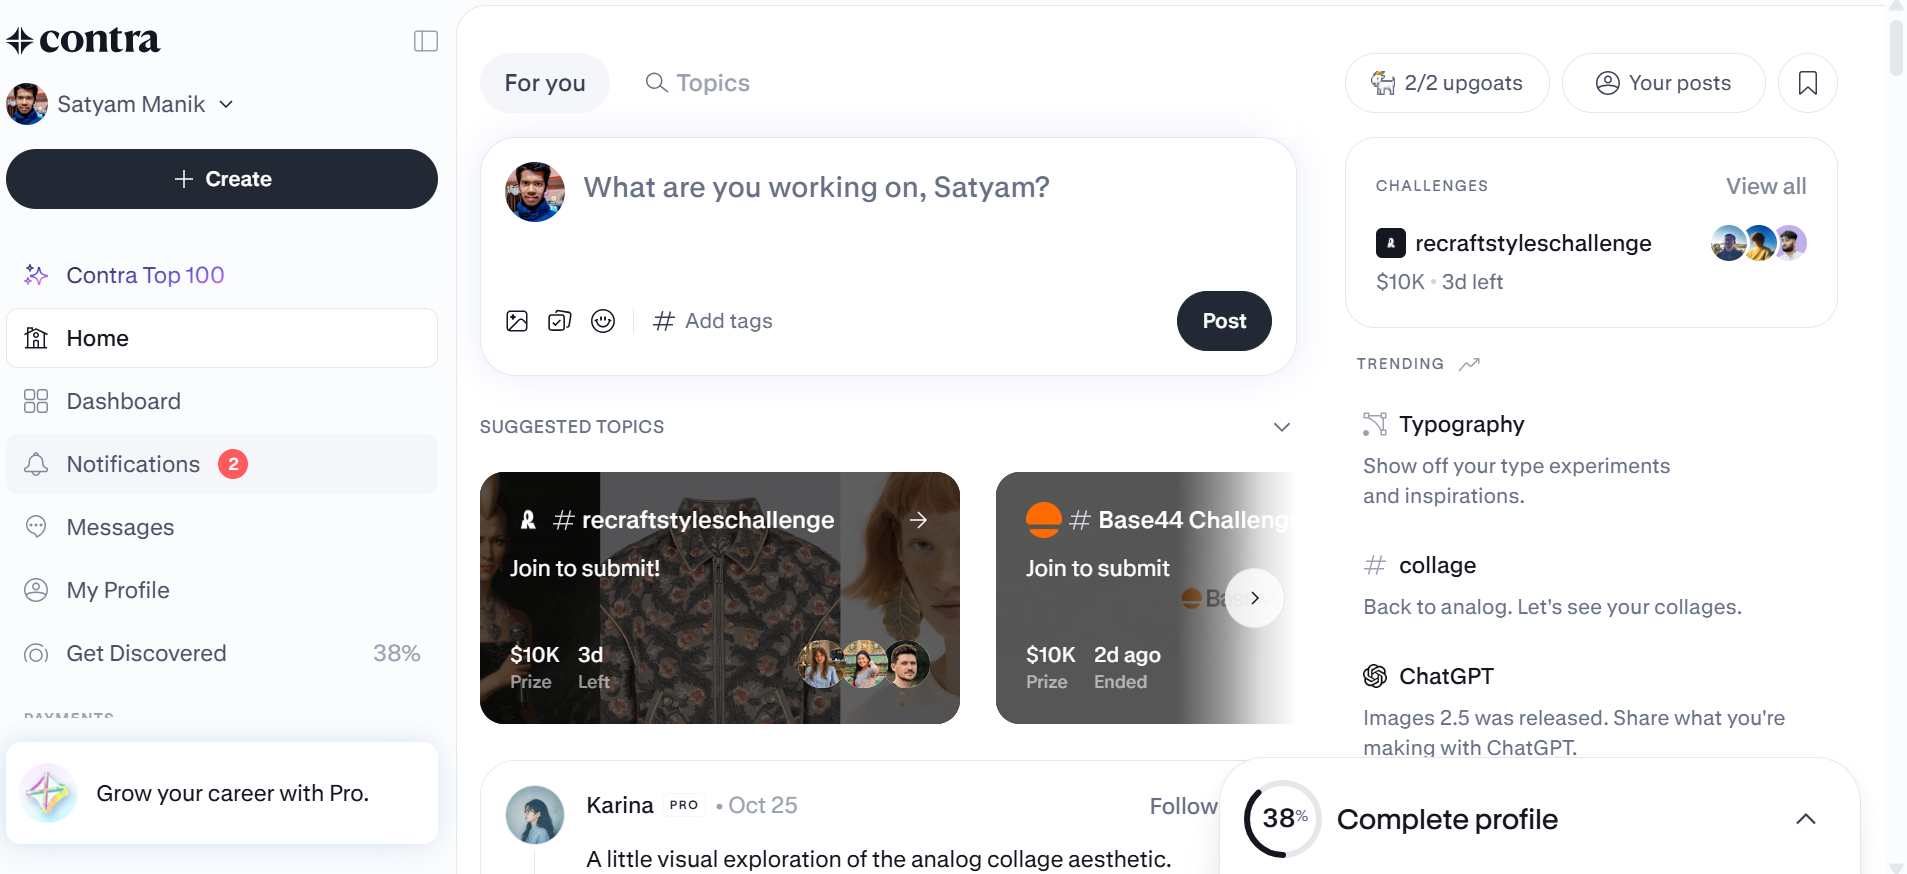 contra
Satyam Manik
Create
Contra Top 100
Home
Dashboard
Notifications 2
Messages
My Profile
Get Discovered 38%
PAYMENTS
Grow your career with Pro.
For you
Topics
What are you working on, Satyam?
# Add tags
Post
SUGGESTED TOPICS
# recraftstyleschallenge
Join to submit!
$10K 3d
Prize Left
# Base44 Challenge
Join to submit
$10K 2d ago
Prize Ended
Karina PRO • Oct 25
Follow
A little visual exploration of the analog collage aesthetic.
2/2 upgoats
Your posts
CHALLENGES
View all
recraftstyleschallenge
$10K • 3d left
TRENDING
Typography
Show off your type experiments
and inspirations.
# collage
Back to analog. Let's see your collages.
ChatGPT
Images 2.5 was released. Share what you're
making with ChatGPT.
38%
Complete profile